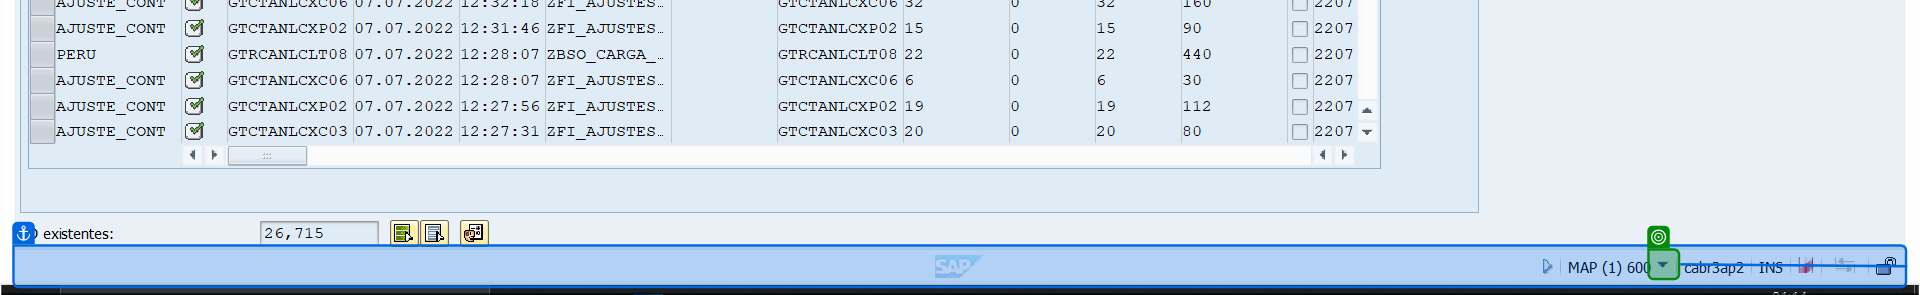 AJUSTE_CONT GTCTANLCXC06 07.07.2022 12:32:18 ZFI_AJUSTES… GTCTANLCXC06 32 0 32 160
AJUSTE_CONT GTCTANLCXP02 07.07.2022 12:31:46 ZFI_AJUSTES… GTCTANLCXP02 15 0 15 90 2207
PERU GTRCANLCLT08 07.07.2022 12:28:07 ZBSO_CARGA_… GTRCANLCLT08 22 0 22 440 2207
AJUSTE_CONT GTCTANLCXC06 07.07.2022 12:28:07 ZFI_AJUSTES… GTCTANLCXC06 6 0 6 30 2207
AJUSTE_CONT GTCTANLCXP02 07.07.2022 12:27:56 ZFI_AJUSTES… GTCTANLCXP02 19 0 19 112 2207
AJUSTE_CONT GTCTANLCXC03 07.07.2022 12:27:31 ZFI_AJUSTES… GTCTANLCXC03 20 0 20 80 2207
existentes: 26,715
SAP MAP (1) 600 cabr3ap2 INS